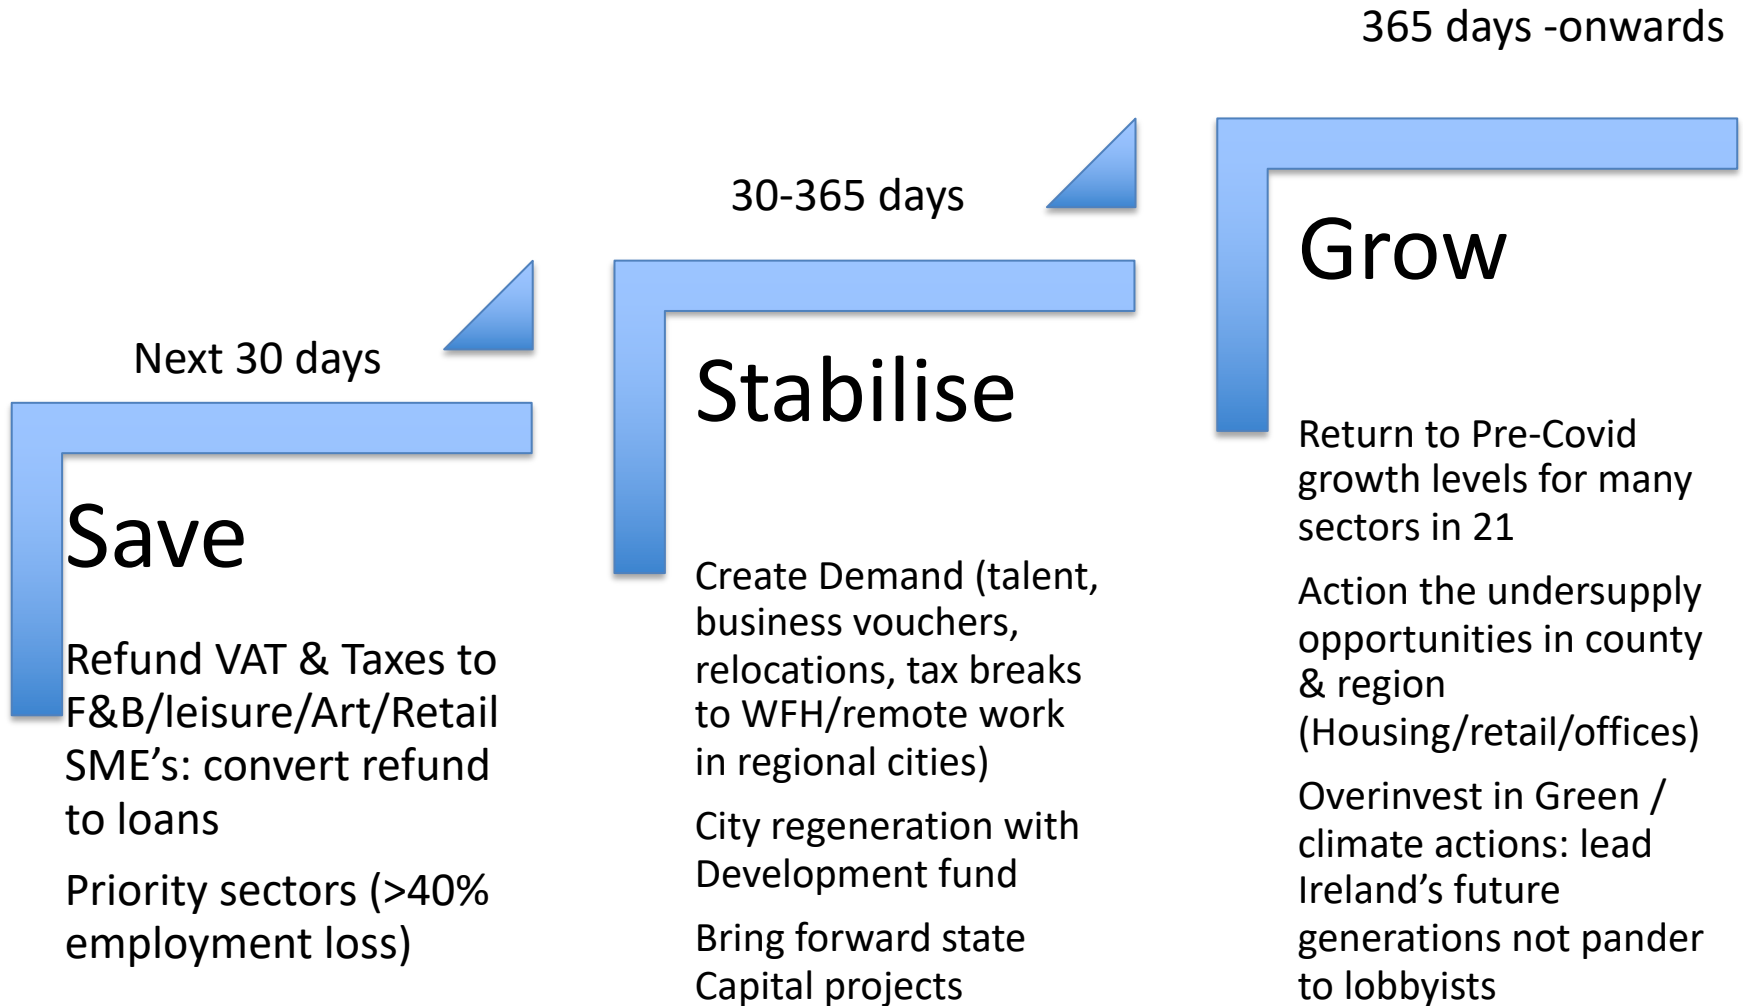 Next 30 days
Save
Refund VAT & Taxes to
F&B/leisure/Art/Retail
SME’s: convert refund
to loans
Priority sectors (>40%
employment loss)
30-365 days
Stabilise
Create Demand (talent,
business vouchers,
relocations, tax breaks
to WFH/remote work
in regional cities)
City regeneration with
Development fund
Bring forward state
Capital projects
365 days -onwards
Grow
Return to Pre-Covid
growth levels for many
sectors in 21
Action the undersupply
opportunities in county
& region
(Housing/retail/offices)
Overinvest in Green /
climate actions: lead
Ireland’s future
generations not pander
to lobbyists